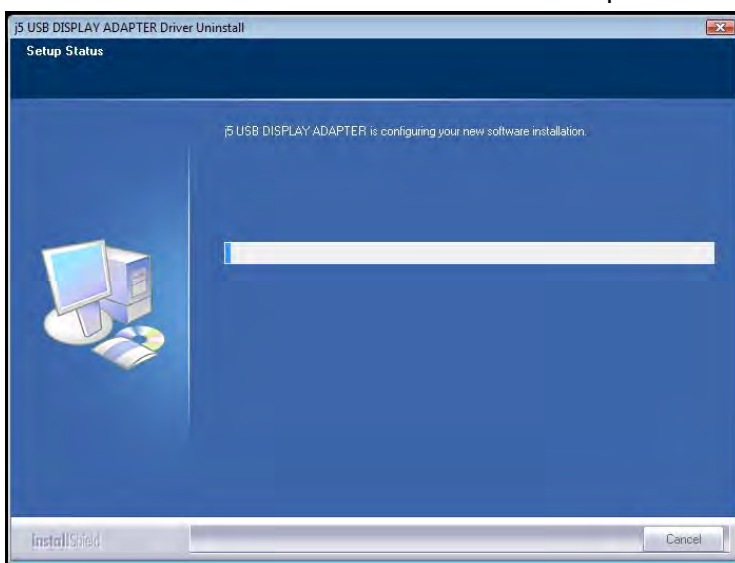 j5 USB DISPLAY ADAPTER Driver Uninstall
Setup Status
j5 USB DISPLAY ADAPTER is configuring your new software installation.
InstallShield
Cancel